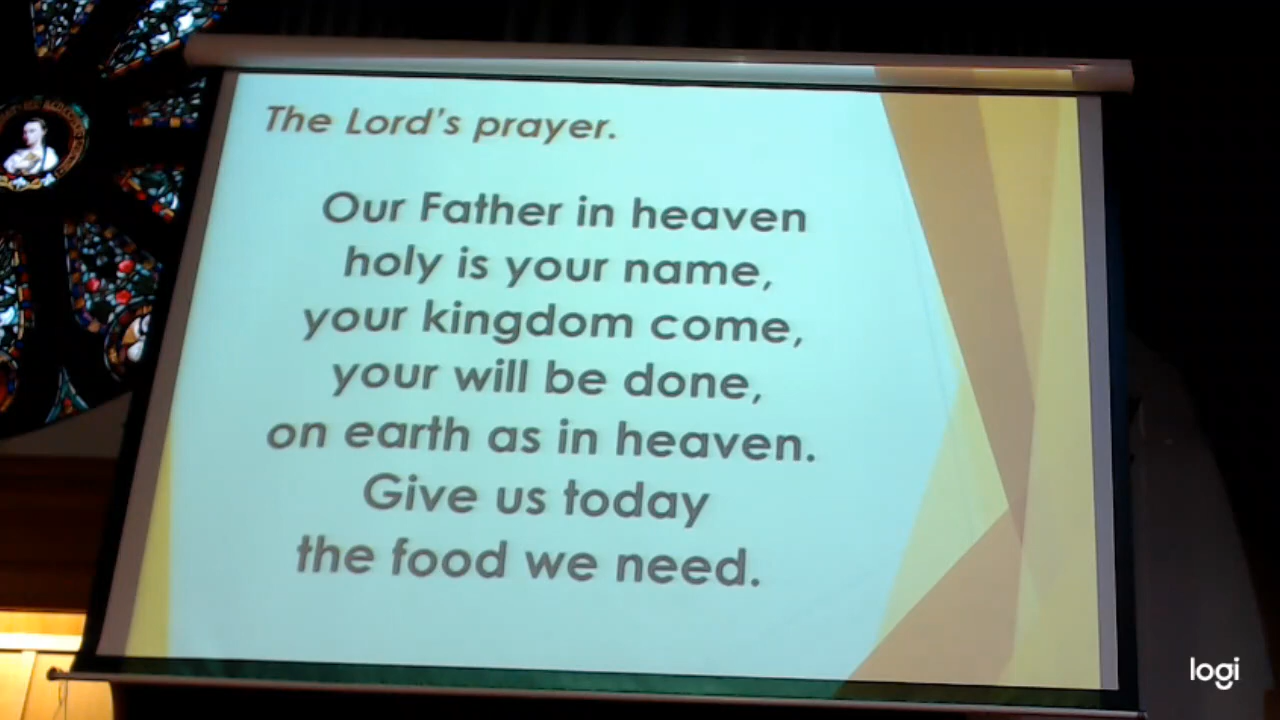 The Lord's prayer.
Our Father in heaven
holy is your name,
your kingdom come,
your will be done,
on earth as in heaven.
Give us today
the food we need.
logi